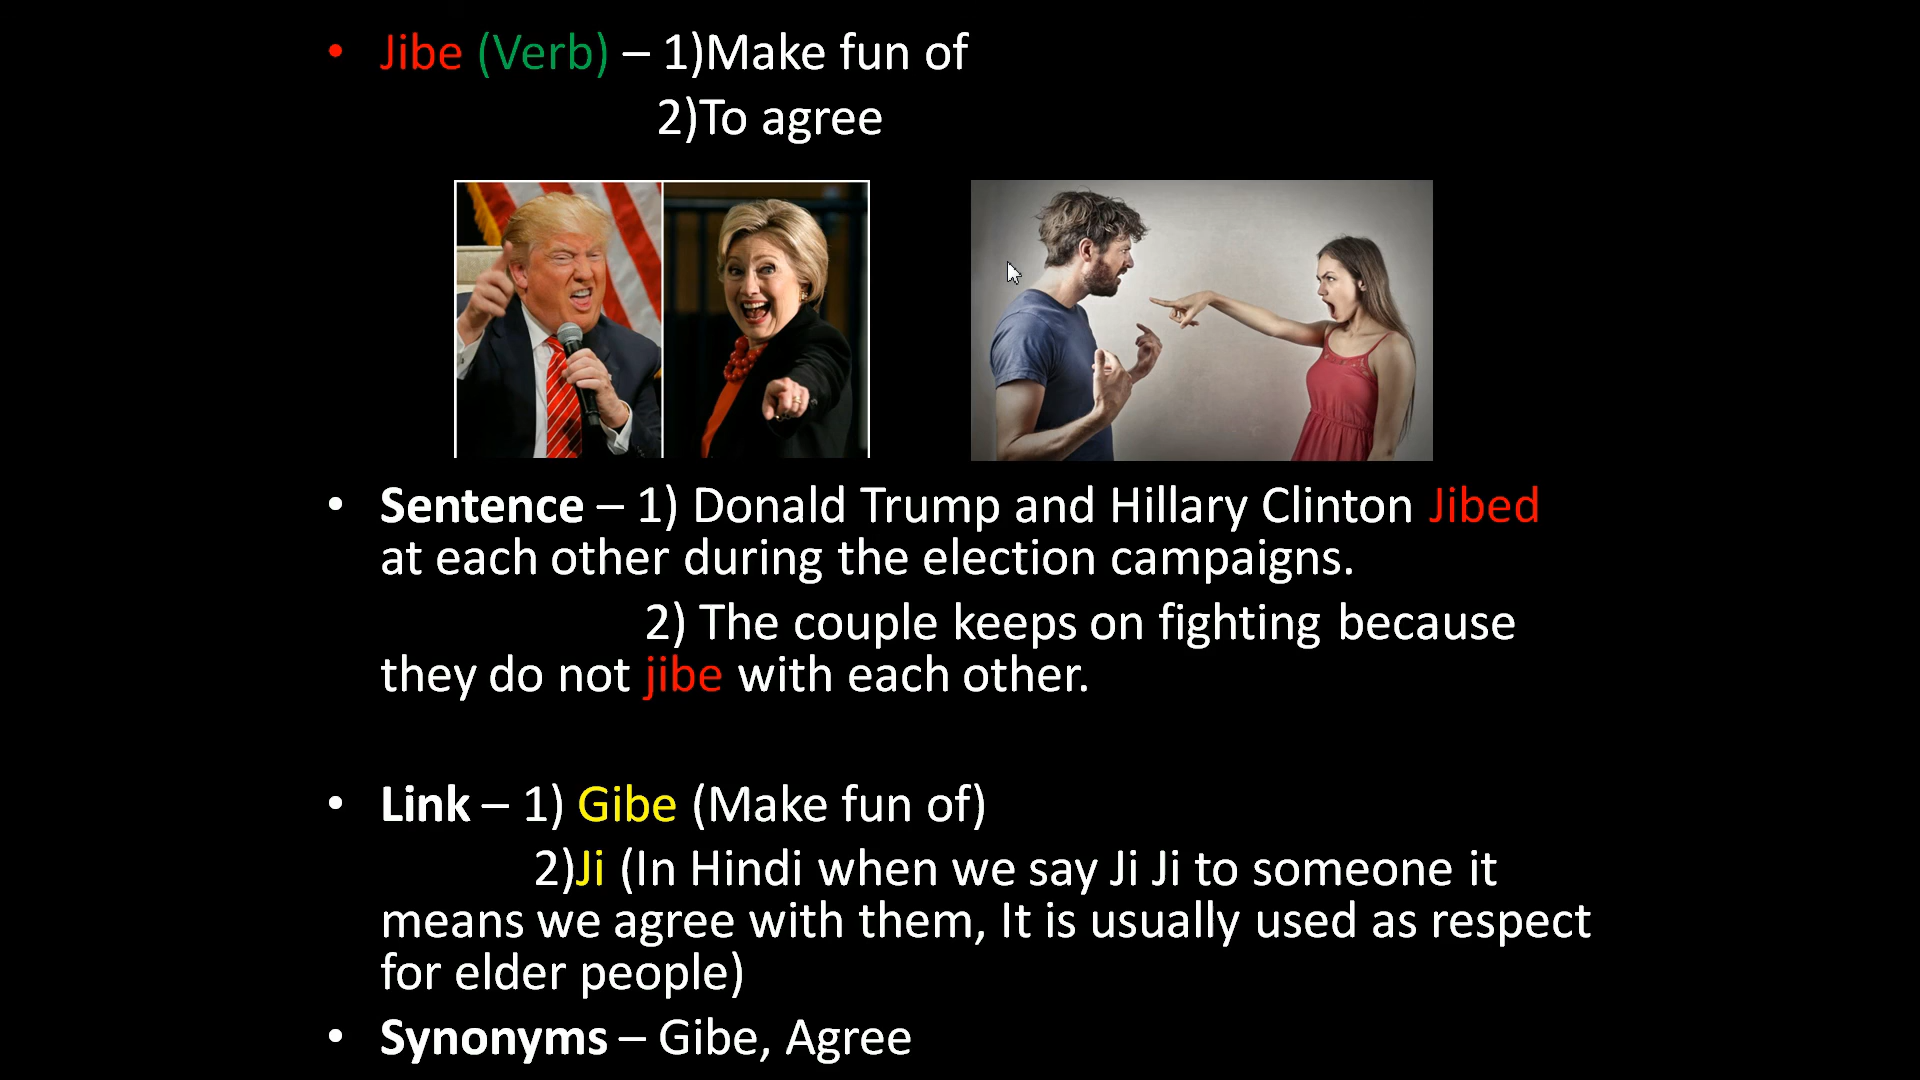 • Jibe (Verb) – 1)Make fun of
2)To agree
• Sentence – 1) Donald Trump and Hillary Clinton Jibed
at each other during the election campaigns.
2) The couple keeps on fighting because
they do not jibe with each other.
• Link – 1) Gibe (Make fun of)
2)Ji (In Hindi when we say Ji Ji to someone it
means we agree with them, It is usually used as respect
for elder people)
• Synonyms – Gibe, Agree